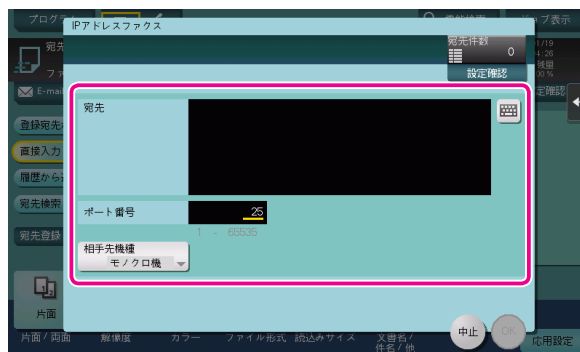 プログラ
ョブ表示
IPアドレスファクス
宛先件数
0
設定確認
宛先
1/19
4:26
残量
00 %
ファ
E-mai
定確認
宛先
登録宛先
直接入力
履歴から
宛先検索
ポート番号
25
1 - 65535
宛先登録
相手先機種
モノクロ機
片面
中止
OK
片面 / 両面
解像度
カラー
ファイル形式
読込みサイズ
文書名 /
件名 / 他
応用設定